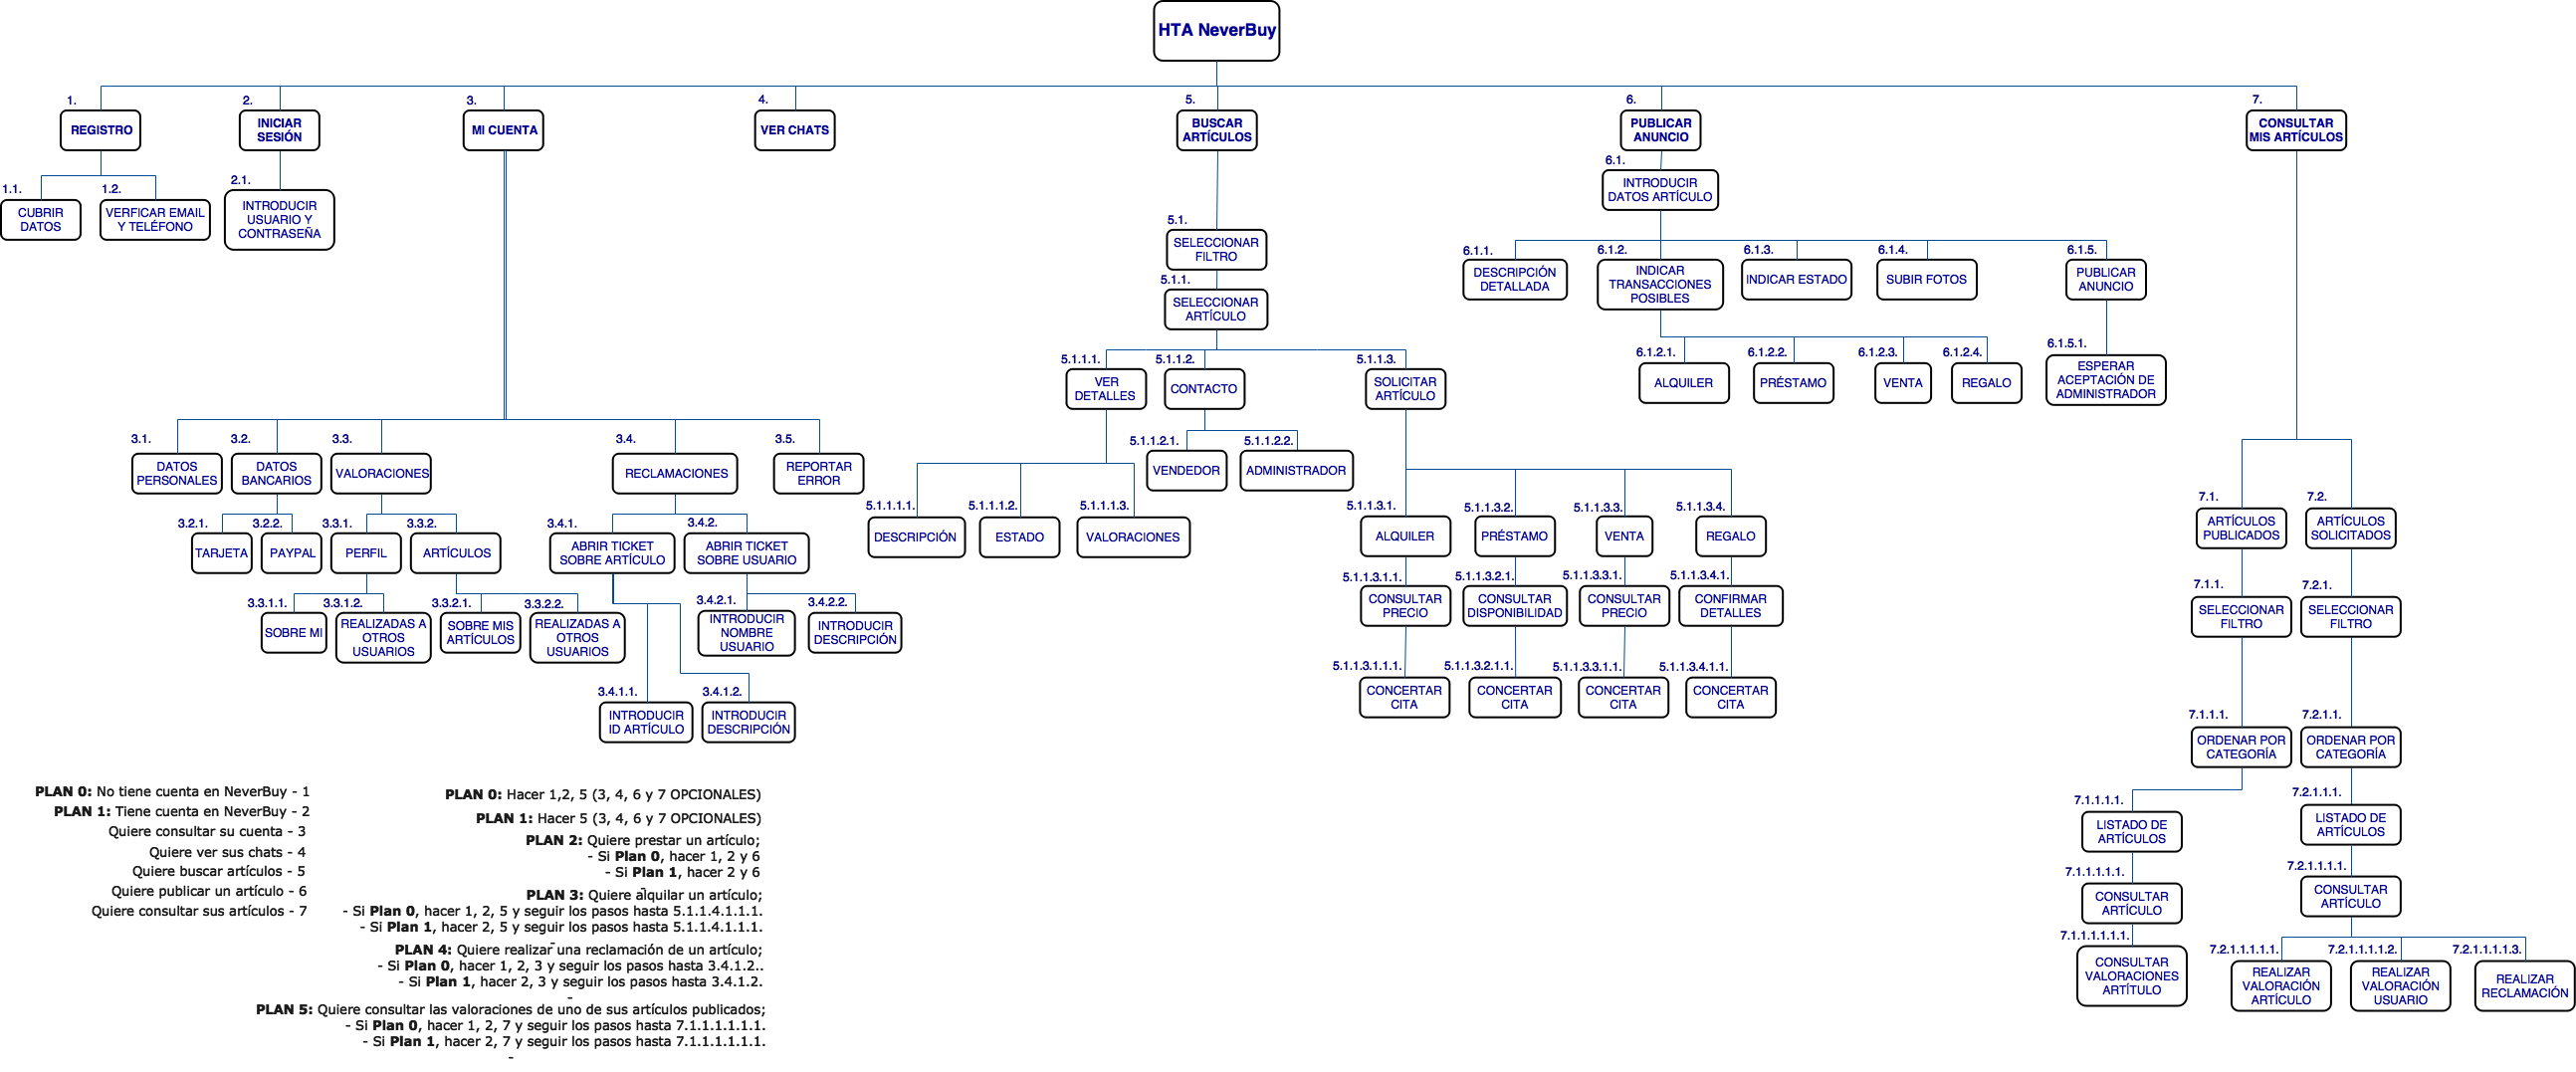 HTA NeverBuy
1.
REGISTRO
2.
INICIAR
SESIÓN
3.
MI CUENTA
4.
VER CHATS
5.
BUSCAR
ARTÍCULOS
6.
PUBLICAR
ANUNCIO
7.
CONSULTAR
MIS ARTÍCULOS
1.1.
CUBRIR
DATOS
1.2.
VERFICAR EMAIL
Y TELÉFONO
2.1.
INTRODUCIR
USUARIO Y
CONTRASEÑA
3.1.
DATOS
PERSONALES
3.2.
DATOS
BANCARIOS
3.3.
VALORACIONES
3.4.
RECLAMACIONES
3.5.
REPORTAR
ERROR
3.2.1.
TARJETA
3.2.2.
PAYPAL
3.3.1.
PERFIL
3.3.2.
ARTÍCULOS
3.4.1.
ABRIR TICKET
SOBRE ARTÍCULO
3.4.2.
ABRIR TICKET
SOBRE USUARIO
3.3.1.1.
SOBRE MI
3.3.1.2.
REALIZADAS A
OTROS
USUARIOS
3.3.2.1.
SOBRE MIS
ARTÍCULOS
3.3.2.2.
REALIZADAS A
OTROS
USUARIOS
3.4.2.1.
INTRODUCIR
NOMBRE
USUARIO
3.4.2.2.
INTRODUCIR
DESCRIPCIÓN
3.4.1.1.
INTRODUCIR
ID ARTÍCULO
3.4.1.2.
INTRODUCIR
DESCRIPCIÓN
5.1.
SELECCIONAR
FILTRO
5.1.1.
SELECCIONAR
ARTÍCULO
5.1.1.1.
VER
DETALLES
5.1.1.2.
CONTACTO
5.1.1.3.
SOLICITAR
ARTÍCULO
5.1.1.2.1.
VENDEDOR
5.1.1.2.2.
ADMINISTRADOR
5.1.1.1.1.
DESCRIPCIÓN
5.1.1.1.2.
ESTADO
5.1.1.1.3.
VALORACIONES
5.1.1.3.1.
ALQUILER
5.1.1.3.2.
PRÉSTAMO
5.1.1.3.3.
VENTA
5.1.1.3.4.
REGALO
5.1.1.3.1.1.
CONSULTAR
PRECIO
5.1.1.3.2.1.
CONSULTAR
DISPONIBILIDAD
5.1.1.3.3.1.
CONSULTAR
PRECIO
5.1.1.3.4.1.
CONFIRMAR
DETALLES
5.1.1.3.1.1.1.
CONCERTAR
CITA
5.1.1.3.2.1.1.
CONCERTAR
CITA
5.1.1.3.3.1.1.
CONCERTAR
CITA
5.1.1.3.4.1.1.
CONCERTAR
CITA
6.1.
INTRODUCIR
DATOS ARTÍCULO
6.1.1.
DESCRIPCIÓN
DETALLADA
6.1.2.
INDICAR
TRANSACCIONES
POSIBLES
6.1.3.
INDICAR ESTADO
6.1.4.
SUBIR FOTOS
6.1.5.
PUBLICAR
ANUNCIO
6.1.2.1.
ALQUILER
6.1.2.2.
PRÉSTAMO
6.1.2.3.
VENTA
6.1.2.4.
REGALO
6.1.5.1.
ESPERAR
ACEPTACIÓN DE
ADMINISTRADOR
7.1.
ARTÍCULOS
PUBLICADOS
7.2.
ARTÍCULOS
SOLICITADOS
7.1.1.
SELECCIONAR
FILTRO
7.2.1.
SELECCIONAR
FILTRO
7.1.1.1.
ORDENAR POR
CATEGORÍA
7.2.1.1.
ORDENAR POR
CATEGORÍA
7.1.1.1.1.
LISTADO DE
ARTÍCULOS
7.2.1.1.1.
LISTADO DE
ARTÍCULOS
7.1.1.1.1.1.
CONSULTAR
ARTÍCULO
7.2.1.1.1.1.
CONSULTAR
ARTÍCULO
7.1.1.1.1.1.1.
CONSULTAR
VALORACIONES
ARTÍTULO
7.2.1.1.1.1.1.
REALIZAR
VALORACIÓN
ARTÍCULO
7.2.1.1.1.1.2.
REALIZAR
VALORACIÓN
USUARIO
7.2.1.1.1.1.3.
REALIZAR
RECLAMACIÓN
PLAN 0: No tiene cuenta en NeverBuy - 1
PLAN 1: Tiene cuenta en NeverBuy - 2
Quiere consultar su cuenta - 3
Quiere ver sus chats - 4
Quiere buscar artículos - 5
Quiere publicar un artículo - 6
Quiere consultar sus artículos - 7
PLAN 0: Hacer 1,2, 5 (3, 4, 6 y 7 OPCIONALES)
PLAN 1: Hacer 5 (3, 4, 6 y 7 OPCIONALES)
PLAN 2: Quiere prestar un artículo;
- Si Plan 0, hacer 1, 2 y 6
- Si Plan 1, hacer 2 y 6
-
PLAN 3: Quiere alquilar un artículo;
- Si Plan 0, hacer 1, 2, 5 y seguir los pasos hasta 5.1.1.4.1.1.1.
- Si Plan 1, hacer 2, 5 y seguir los pasos hasta 5.1.1.4.1.1.1.
-
PLAN 4: Quiere realizar una reclamación de un artículo;
- Si Plan 0, hacer 1, 2, 3 y seguir los pasos hasta 3.4.1.2..
- Si Plan 1, hacer 2, 3 y seguir los pasos hasta 3.4.1.2.
-
PLAN 5: Quiere consultar las valoraciones de uno de sus artículos publicados;
- Si Plan 0, hacer 1, 2, 7 y seguir los pasos hasta 7.1.1.1.1.1.1.
- Si Plan 1, hacer 2, 7 y seguir los pasos hasta 7.1.1.1.1.1.1.
-